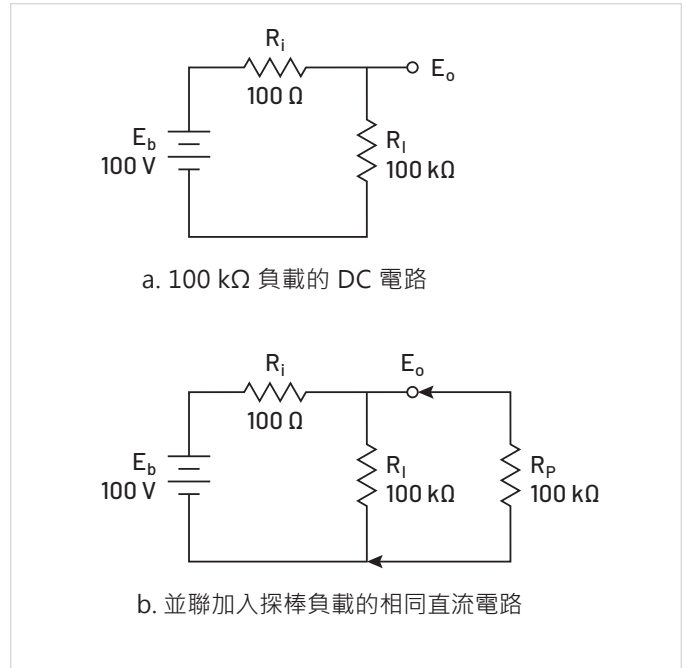 Rᵢ
100 Ω
Eₒ
E_b
100 V
Rₗ
100 kΩ
a. 100 kΩ 負載的 DC 電路
Rᵢ
100 Ω
Eₒ
E_b
100 V
Rₗ
100 kΩ
R_P
100 kΩ
b. 並聯加入探棒負載的相同直流電路